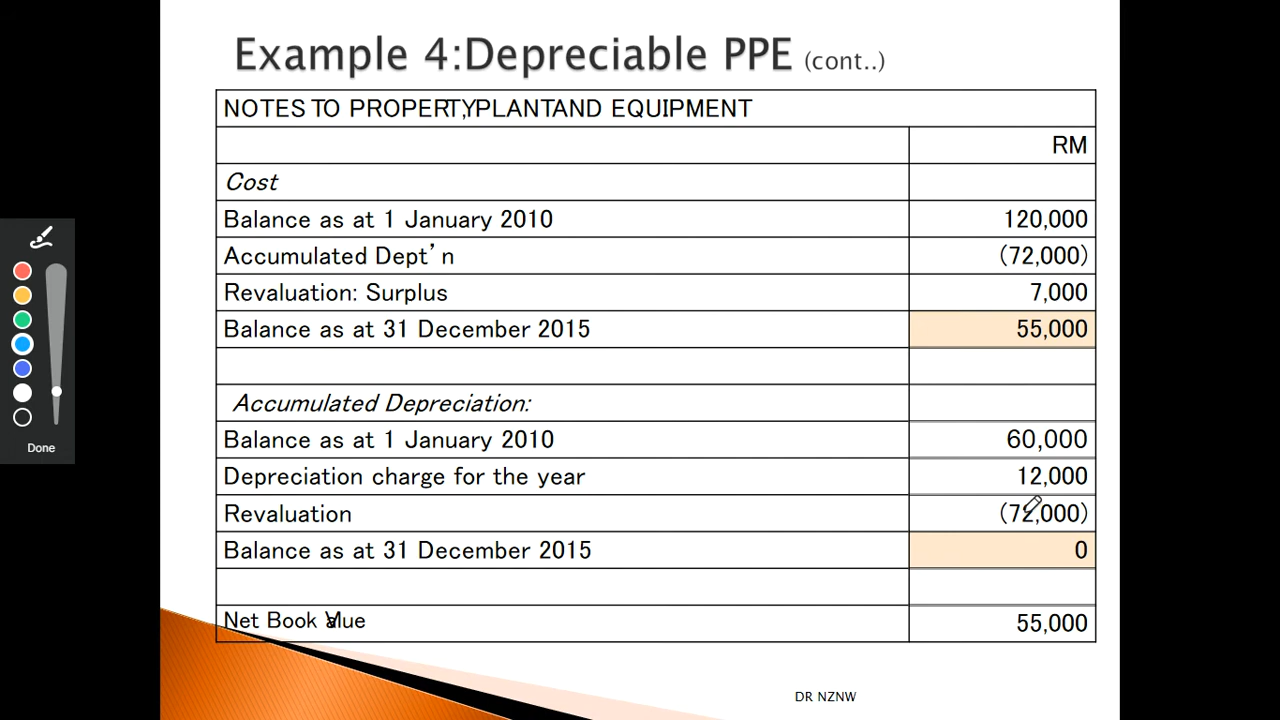 Example 4:Depreciable PPE (cont..)
NOTES TO PROPERTY,PLANTAND EQUIPMENT
RM
Cost
Balance as at 1 January 2010 120,000
Accumulated Dept’n (72,000)
Revaluation: Surplus 7,000
Balance as at 31 December 2015 55,000
Accumulated Depreciation:
Balance as at 1 January 2010 60,000
Depreciation charge for the year 12,000
Revaluation (72,000)
Balance as at 31 December 2015 0
Net Book Value 55,000
DR NZNW
Done